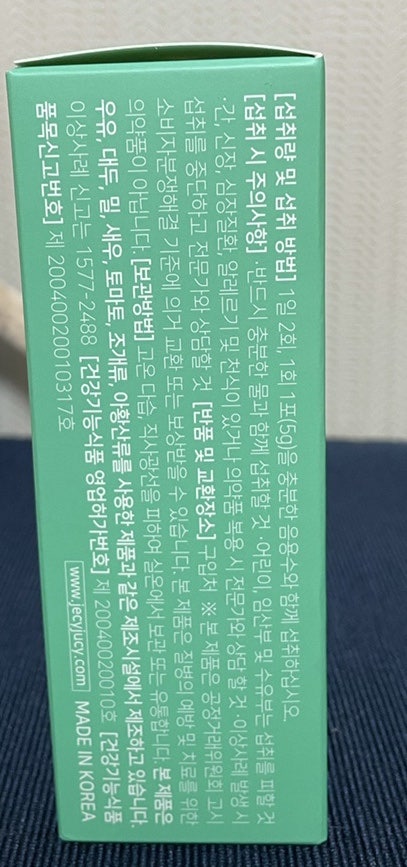 [섭취량 및 섭취 방법] 1일 2회, 1회 1포(5g)을 충분한 음용수와 함께 섭취하십시오.
[섭취 시 주의사항] ·반드시 충분한 물과 함께 섭취할 것 ·어린이, 임산부 및 수유부는 섭취를 피할 것
·간, 신장, 심장질환, 알레르기 및 천식이 있거나 의약품 복용 시 전문가와 상담할 것 ·이상사례 발생 시
섭취를 중단하고 전문가와 상담할 것 [반품 및 교환장소] 구입처 ※ 본 제품은 공정거래위원회 고시
소비자분쟁해결 기준에 의거 교환 또는 보상받을 수 있습니다. 본 제품은 질병의 예방 및 치료를 위한
의약품이 아닙니다. [보관방법] 고온 다습, 직사광선을 피하여 실온에서 보관 또는 유통합니다. 본 제품은
우유, 대두, 밀, 새우, 토마토, 조개류, 아황산류를 사용한 제품과 같은 제조시설에서 제조하고 있습니다.
이상사례 신고는 1577-2488 [건강기능식품 영업허가번호] 제 20040020010호 [건강기능식품
품목신고번호] 제 20040020010317호
www.jecyjucy.com MADE IN KOREA